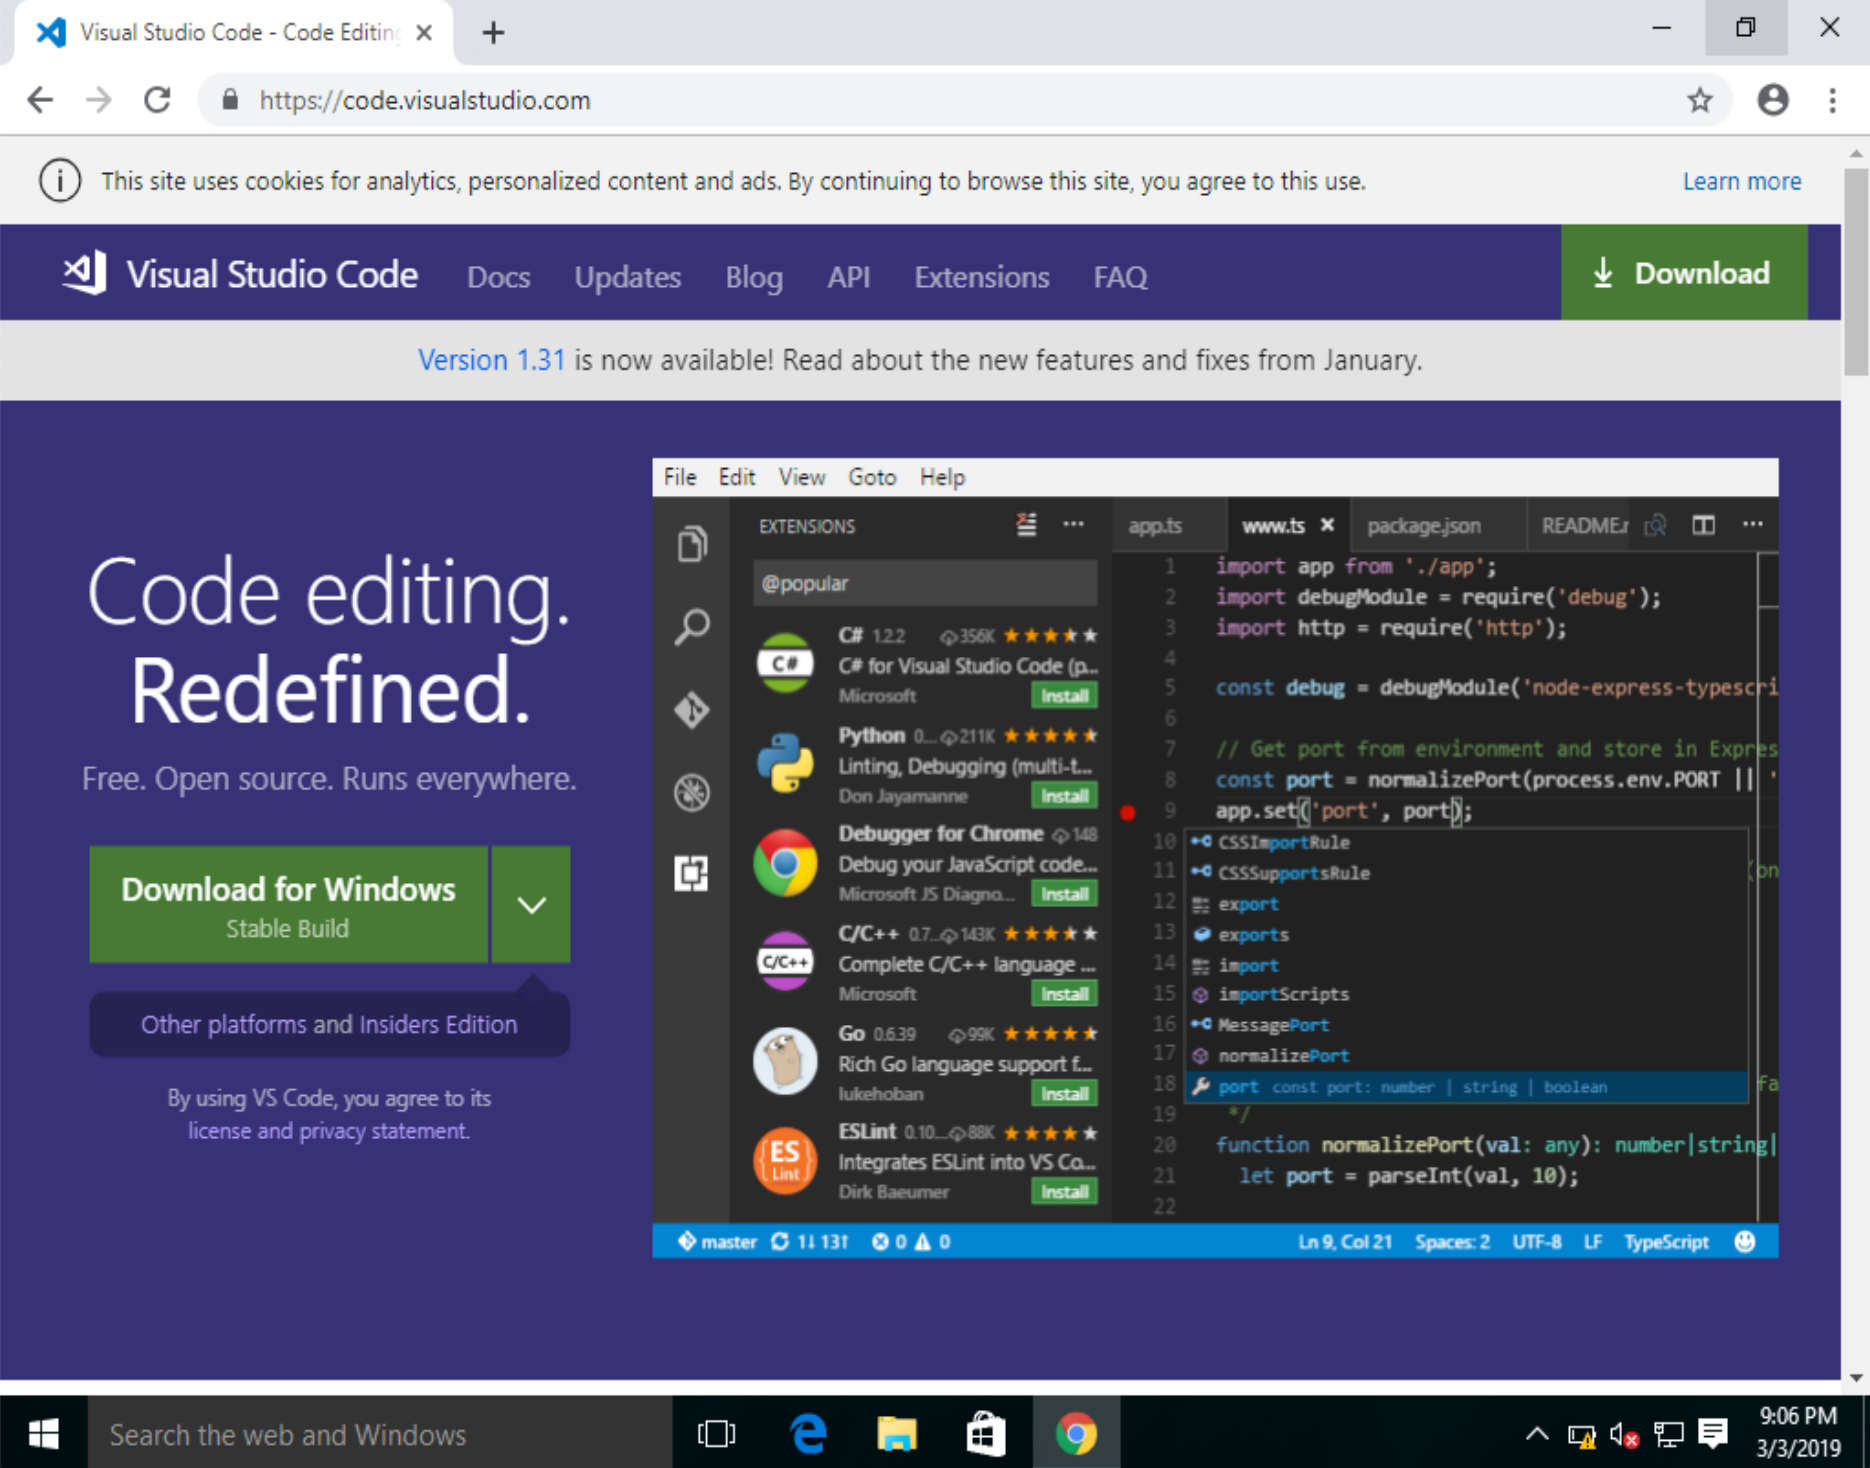 Visual Studio Code - Code Editing
https://code.visualstudio.com
This site uses cookies for analytics, personalized content and ads. By continuing to browse this site, you agree to this use.
Learn more
Visual Studio Code
Docs
Updates
Blog
API
Extensions
FAQ
Download
Version 1.31 is now available! Read about the new features and fixes from January.
Code editing.
Redefined.
Free. Open source. Runs everywhere.
Download for Windows
Stable Build
Other platforms and Insiders Edition
By using VS Code, you agree to its
license and privacy statement.
File Edit View Goto Help
EXTENSIONS
@popular
C# 1.2.2 356K
C# for Visual Studio Code (p...
Microsoft Install
Python 0.... 211K
Linting, Debugging (multi-t...
Don Jayamanne Install
Debugger for Chrome 148
Debug your JavaScript code...
Microsoft JS Diagno... Install
C/C++ 0.7... 143K
C/C++
Complete C/C++ language ...
Microsoft Install
Go 0.6.39 99K
Rich Go language support f...
lukehoban Install
ESLint 0.10.... 88K
ES
Lint
Integrates ESLint into VS Co...
Dirk Baeumer Install
app.ts www.ts package.json README.r
1 import app from './app';
2 import debugModule = require('debug');
3 import http = require('http');
4
5 const debug = debugModule('node-express-typescri
6
7 // Get port from environment and store in Expres
8 const port = normalizePort(process.env.PORT || '
9 app.set('port', port);
10 CSSImportRule
11 CSSSupportsRule (on
12 export
13 exports
14 import
15 importScripts
16 MessagePort
17 normalizePort
18 port const port: number | string | boolean fa
19 */
20 function normalizePort(val: any): number|string|
21 let port = parseInt(val, 10);
22
master 1↓ 13↑ 0 0
Ln 9, Col 21 Spaces: 2 UTF-8 LF TypeScript
Search the web and Windows
9:06 PM
3/3/2019